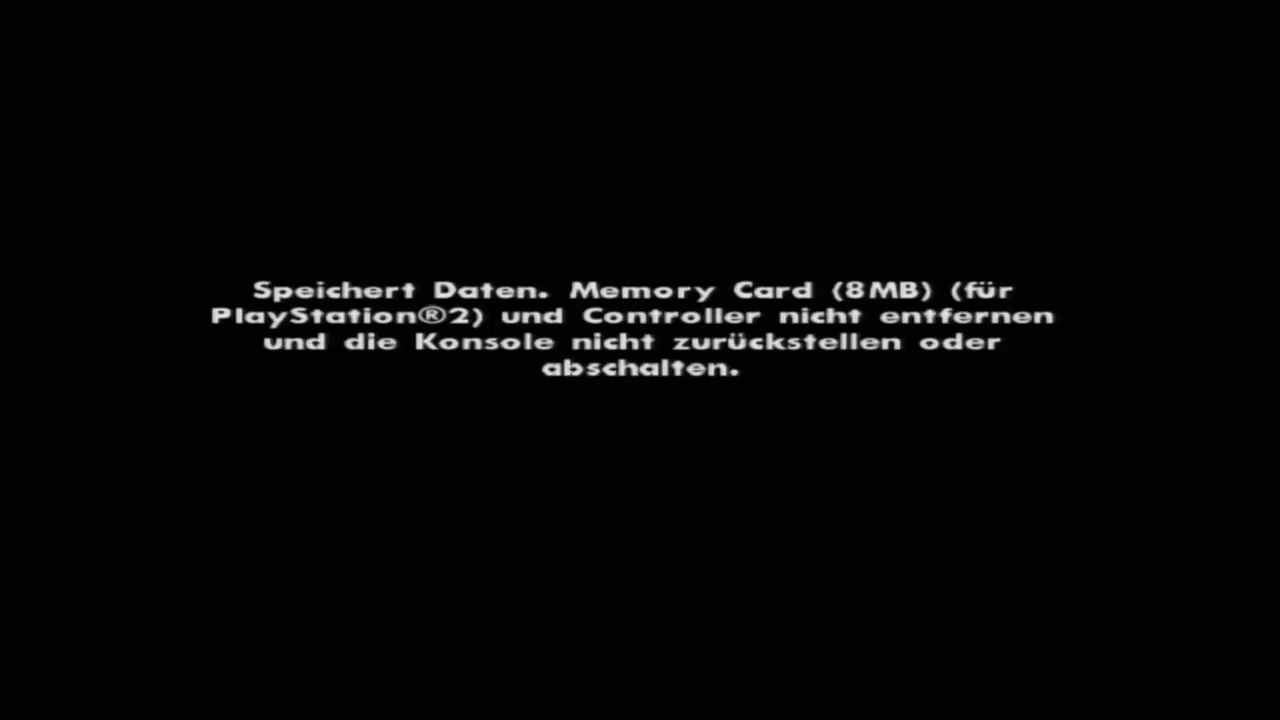 Speichert Daten. Memory Card (8MB) (für
PlayStation®2) und Controller nicht entfernen
und die Konsole nicht zurückstellen oder
abschalten.